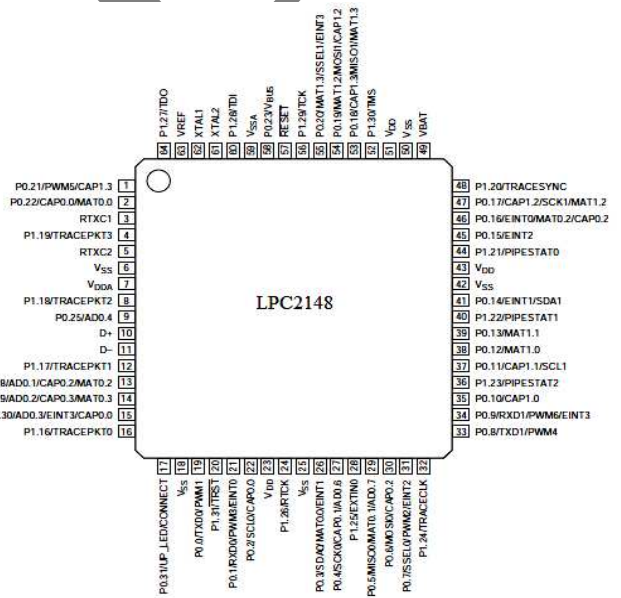 P1.27/TDO
VREF
XTAL1
XTAL2
P1.28/TDI
VSSA
P0.23/VBUS
RESET
P1.29/TCK
P0.20/MAT1.3/SSEL1/EINT3
P0.19/MAT1.2/MOSI1/CAP1.2
P0.18/CAP1.3/MISO1/MAT1.3
P1.30/TMS
VDD
VSS
VBAT
64 63 62 61 60 59 58 57 56 55 54 53 52 51 50 49
P0.21/PWM5/CAP1.3 1
P0.22/CAP0.0/MAT0.0 2
RTXC1 3
P1.19/TRACEPKT3 4
RTXC2 5
VSS 6
VDDA 7
P1.18/TRACEPKT2 8
P0.25/AD0.4 9
D+ 10
D− 11
P1.17/TRACEPKT1 12
8/AD0.1/CAP0.2/MAT0.2 13
9/AD0.2/CAP0.3/MAT0.3 14
.30/AD0.3/EINT3/CAP0.0 15
P1.16/TRACEPKT0 16
LPC2148
48 P1.20/TRACESYNC
47 P0.17/CAP1.2/SCK1/MAT1.2
46 P0.16/EINT0/MAT0.2/CAP0.2
45 P0.15/EINT2
44 P1.21/PIPESTAT0
43 VDD
42 VSS
41 P0.14/EINT1/SDA1
40 P1.22/PIPESTAT1
39 P0.13/MAT1.1
38 P0.12/MAT1.0
37 P0.11/CAP1.1/SCL1
36 P1.23/PIPESTAT2
35 P0.10/CAP1.0
34 P0.9/RXD1/PWM6/EINT3
33 P0.8/TXD1/PWM4
17 18 19 20 21 22 23 24 25 26 27 28 29 30 31 32
P0.31/UP_LED/CONNECT
VSS
P0.0/TXD0/PWM1
P1.31/TRST
P0.1/RXD0/PWM3/EINT0
P0.2/SCL0/CAP0.0
VDD
P1.26/RTCK
VSS
P0.3/SDA0/MAT0.0/EINT1
P0.4/SCK0/CAP0.1/AD0.6
P1.25/EXTIN0
P0.5/MISO0/MAT0.1/AD0.7
P0.6/MOSI0/CAP0.2
P0.7/SSEL0/PWM2/EINT2
P1.24/TRACECLK